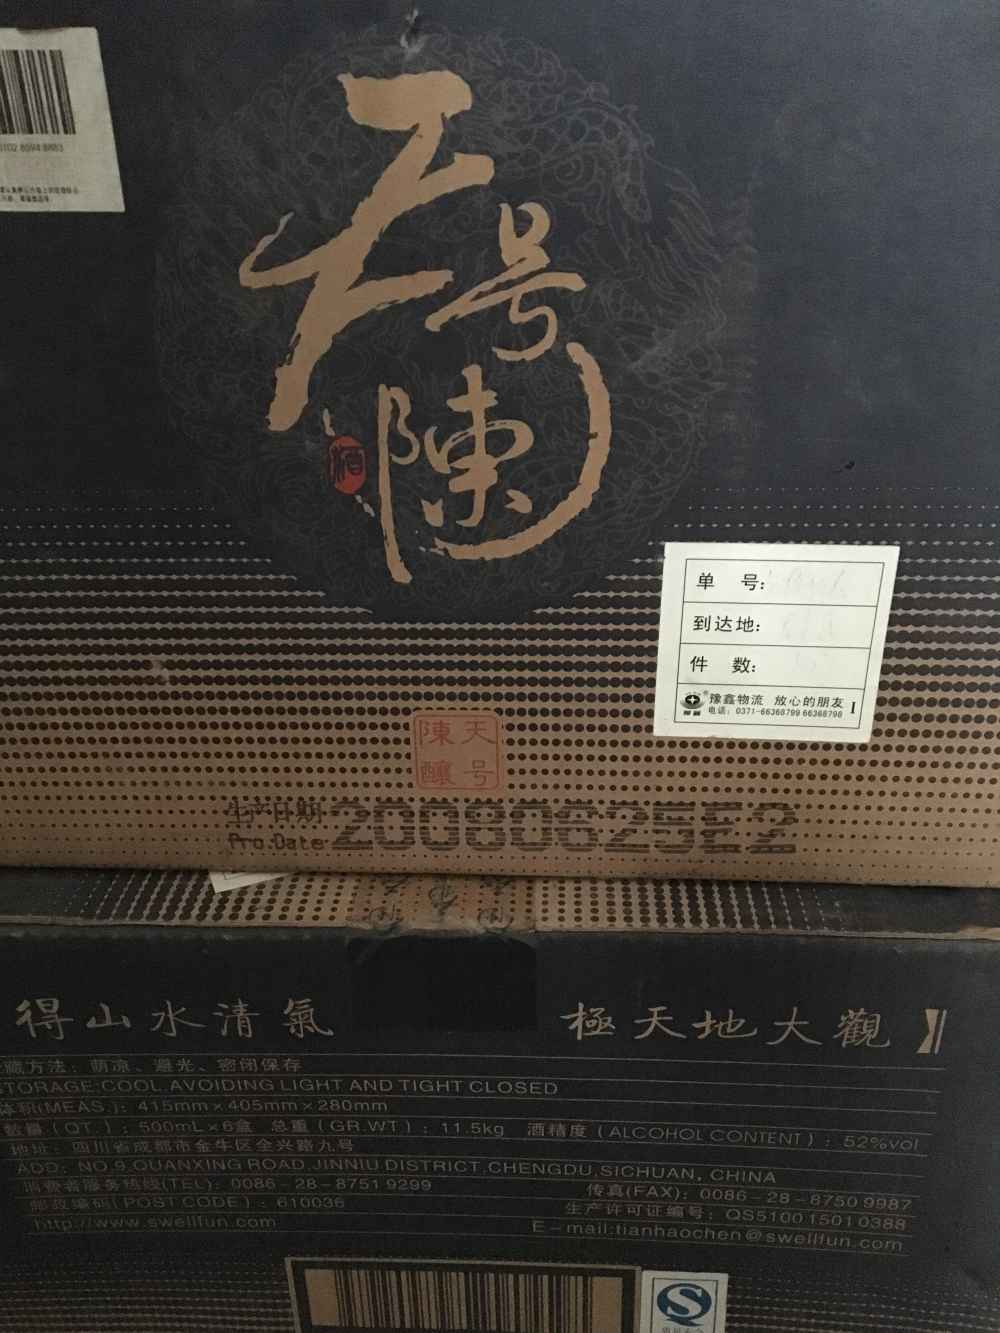 天
号
陳
酒
单 号:
到达地:
件 数:
豫鑫物流 放心的朋友
电话: 0371-66368799 66368798
陳天
釀号
生产日期
Pro.Date 20080625E2
得山水清氣 極天地大觀
方法: 萌凉、避光、密闭保存
STORAGE:COOL.AVOIDING LIGHT AND TIGHT CLOSED
体积(MEAS.): 415mm×405mm×280mm
数量(QT): 500mL×6盒 总重(GR.WT): 11.5kg 酒精度(ALCOHOL CONTENT): 52%vol
地址: 四川省成都市金牛区全兴路九号
ADD: NO.9,QUANXING ROAD,JINNIU DISTRICT,CHENGDU,SICHUAN, CHINA
消费者服务热线(TEL): 0086-28-8751 9299 传真(FAX): 0086-28-8750 9987
邮政编码(POST CODE): 610036 生产许可证编号: QS5100 1501 0388
http://www.swellfun.com E-mail:tianhaochen@swellfun.com